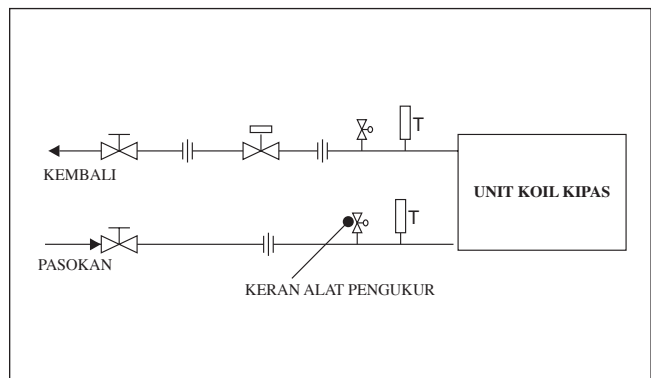 T
KEMBALI
UNIT KOIL KIPAS
T
PASOKAN
KERAN ALAT PENGUKUR